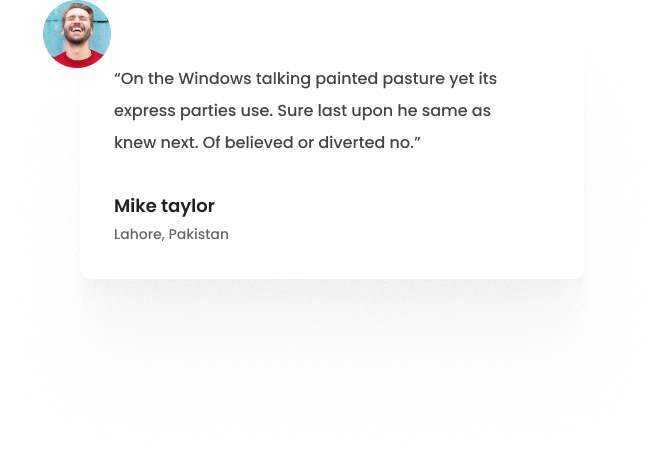 “On the Windows talking painted pasture yet its
express parties use. Sure last upon he same as
knew next. Of believed or diverted no.”
Mike taylor
Lahore, Pakistan